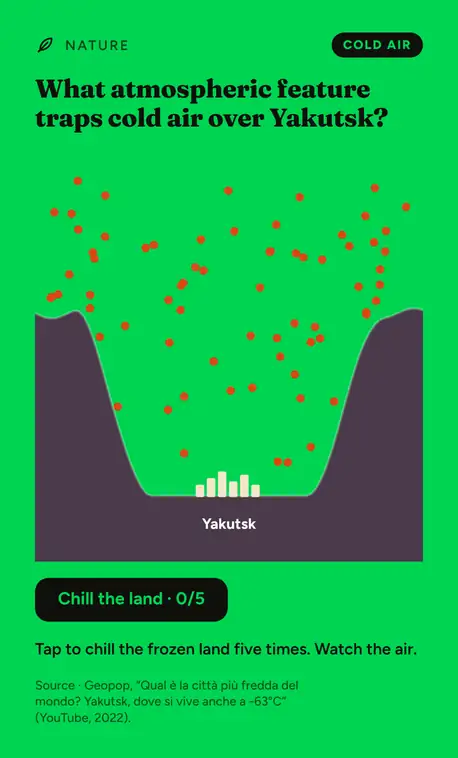 NATURE
COLD AIR
What atmospheric feature
traps cold air over Yakutsk?
Yakutsk
Chill the land · 0/5
Tap to chill the frozen land five times. Watch the air.
Source · Geopop, “Qual è la città più fredda del
mondo? Yakutsk, dove si vive anche a -63°C”
(YouTube, 2022).